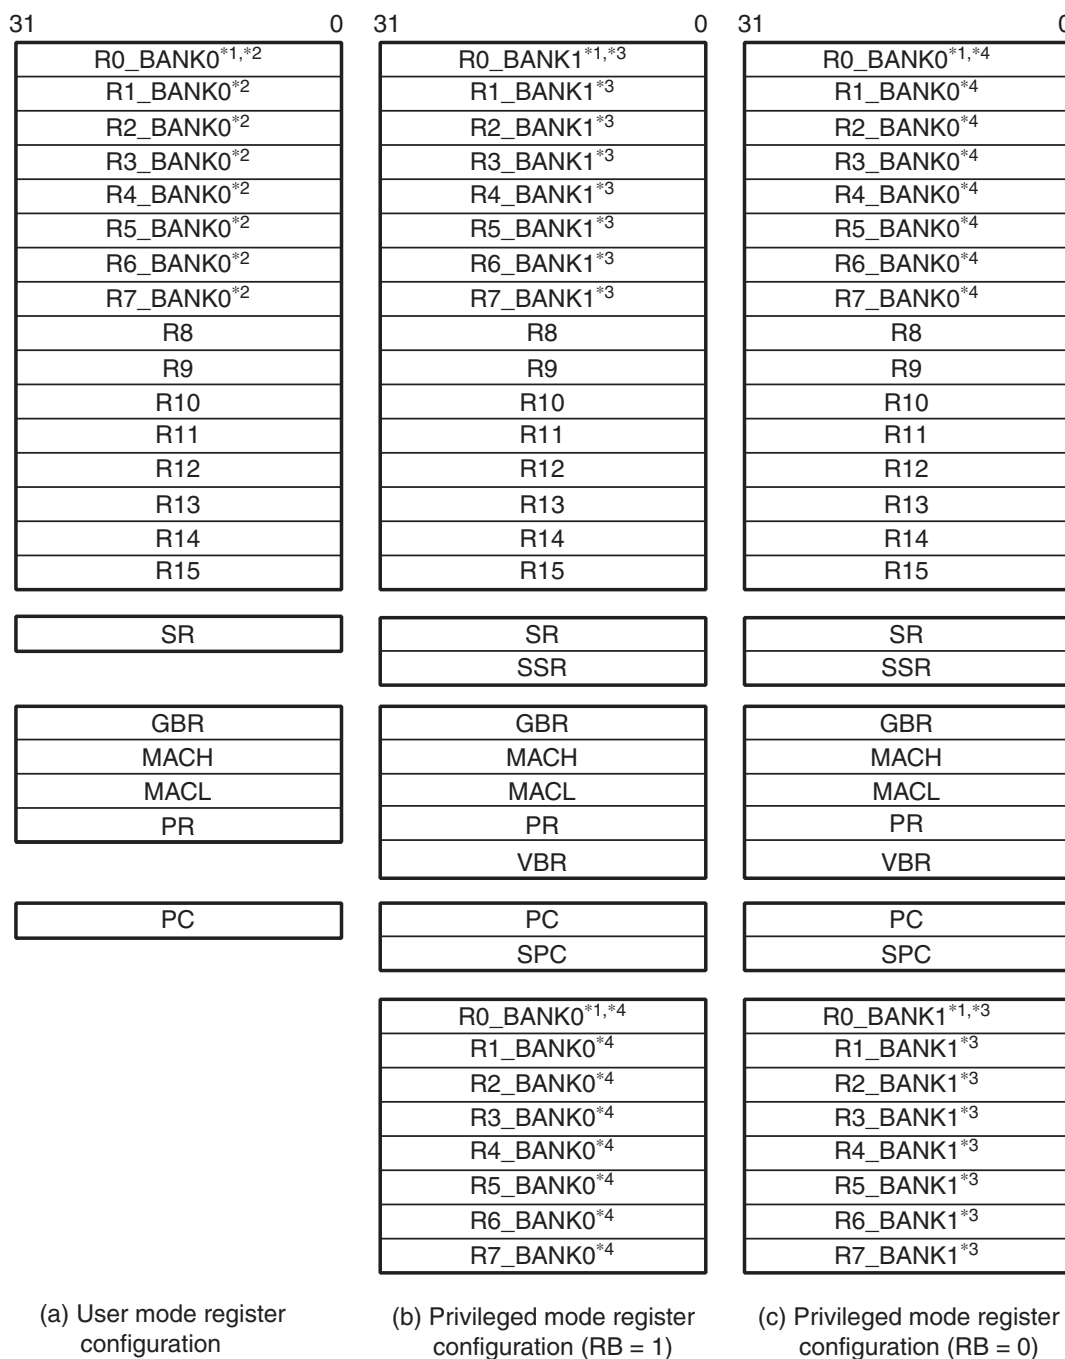 31 0 31 0 31 0
R0_BANK0*1,*2 R0_BANK1*1,*3 R0_BANK0*1,*4
R1_BANK0*2 R1_BANK1*3 R1_BANK0*4
R2_BANK0*2 R2_BANK1*3 R2_BANK0*4
R3_BANK0*2 R3_BANK1*3 R3_BANK0*4
R4_BANK0*2 R4_BANK1*3 R4_BANK0*4
R5_BANK0*2 R5_BANK1*3 R5_BANK0*4
R6_BANK0*2 R6_BANK1*3 R6_BANK0*4
R7_BANK0*2 R7_BANK1*3 R7_BANK0*4
R8 R8 R8
R9 R9 R9
R10 R10 R10
R11 R11 R11
R12 R12 R12
R13 R13 R13
R14 R14 R14
R15 R15 R15
SR SR SR
SSR SSR
GBR GBR GBR
MACH MACH MACH
MACL MACL MACL
PR PR PR
VBR VBR
PC PC PC
SPC SPC
R0_BANK0*1,*4 R0_BANK1*1,*3
R1_BANK0*4 R1_BANK1*3
R2_BANK0*4 R2_BANK1*3
R3_BANK0*4 R3_BANK1*3
R4_BANK0*4 R4_BANK1*3
R5_BANK0*4 R5_BANK1*3
R6_BANK0*4 R6_BANK1*3
R7_BANK0*4 R7_BANK1*3
(a) User mode register (b) Privileged mode register (c) Privileged mode register
configuration configuration (RB = 1) configuration (RB = 0)